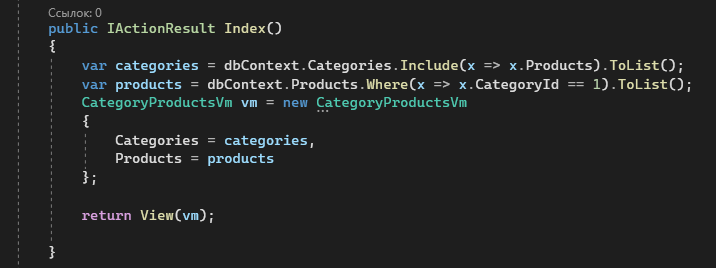 Ссылок: 0
public IActionResult Index()
{
var categories = dbContext.Categories.Include(x => x.Products).ToList();
var products = dbContext.Products.Where(x => x.CategoryId == 1).ToList();
CategoryProductsVm vm = new CategoryProductsVm
{
Categories = categories,
Products = products
};
return View(vm);
}